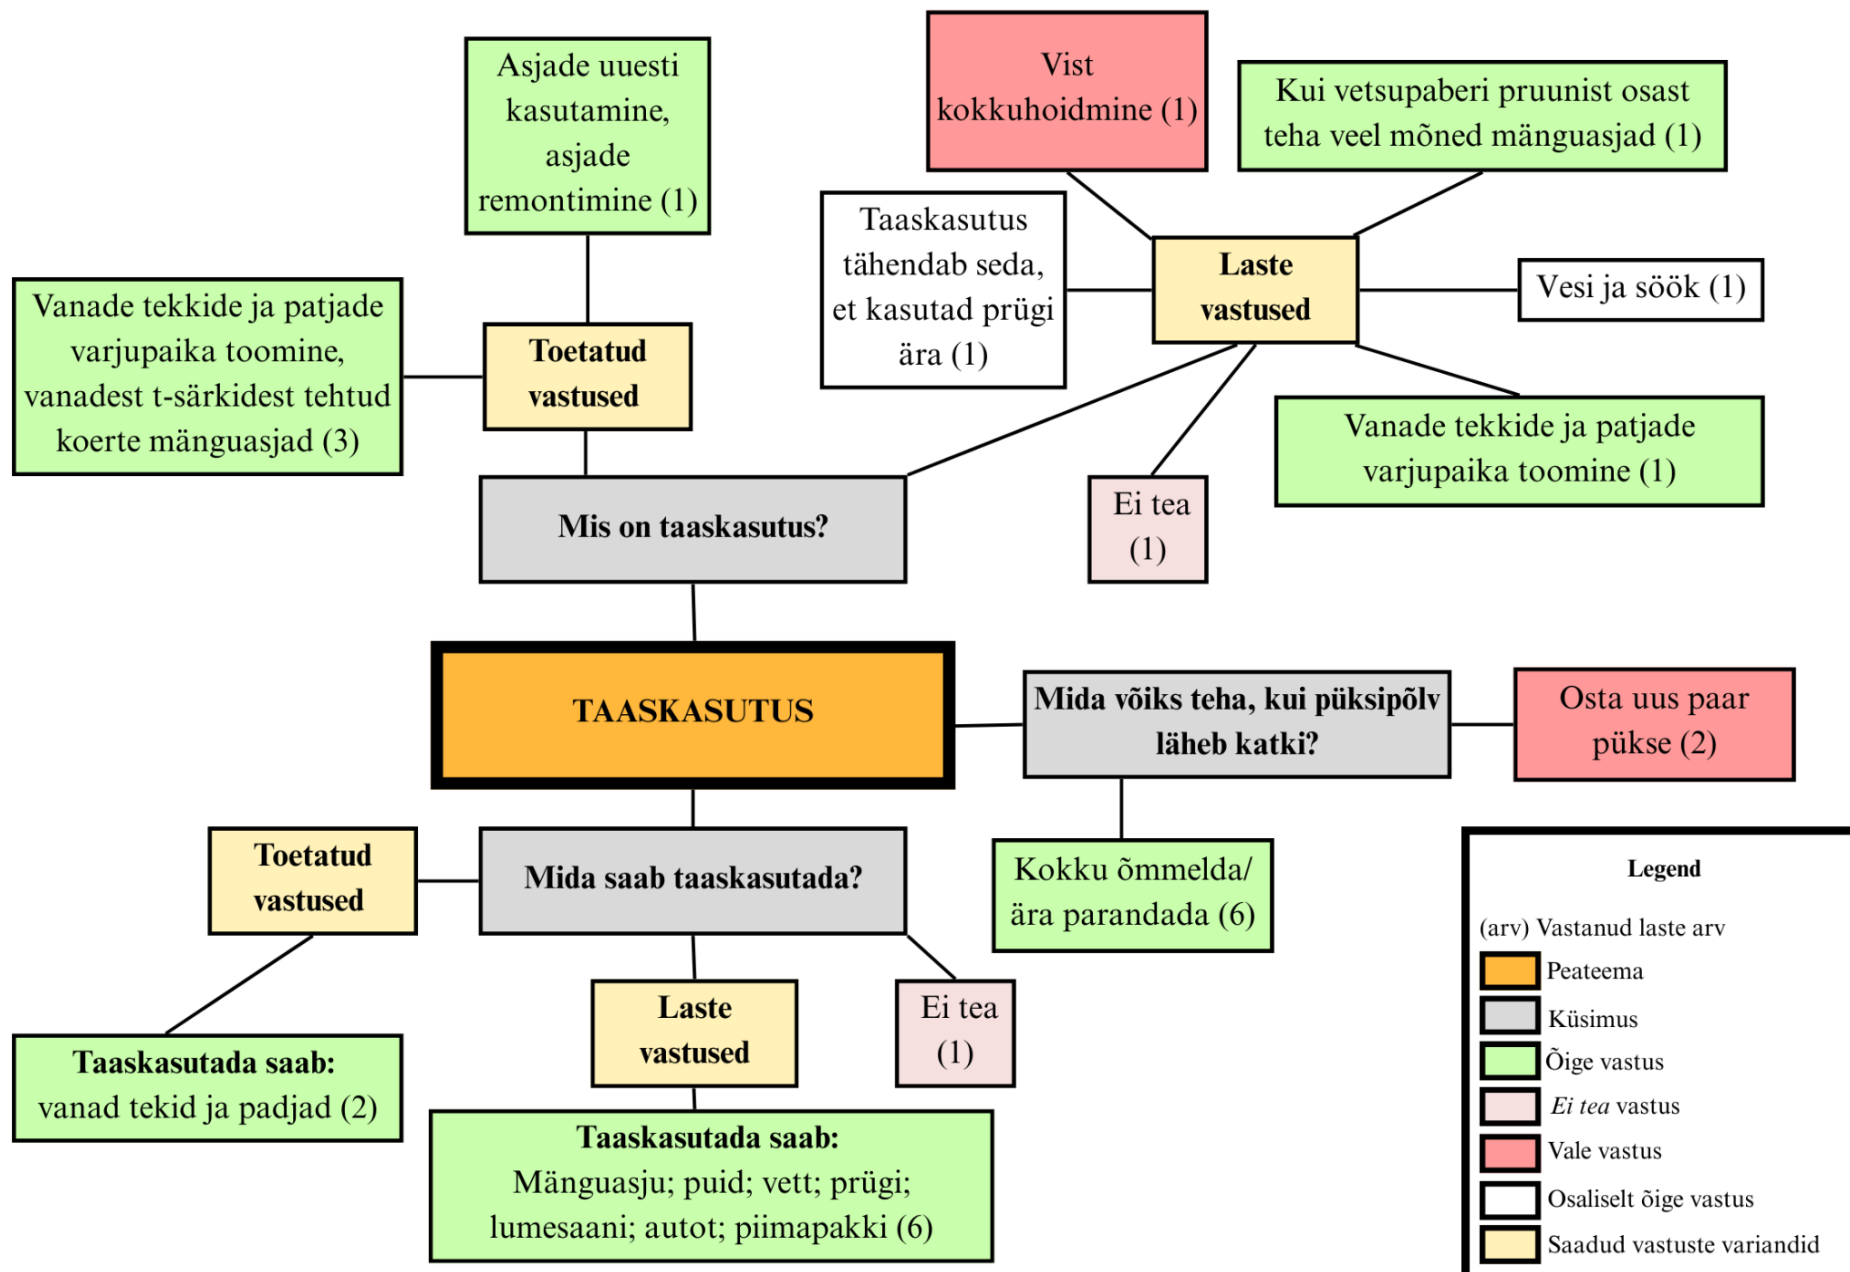 Asjade uuesti
kasutamine,
asjade
remontimine (1)
Vist
kokkuhoidmine (1)
Kui vetsupaberi pruunist osast
teha veel mõned mänguasjad (1)
Taaskasutus
tähendab seda,
et kasutad prügi
ära (1)
Laste
vastused
Vesi ja söök (1)
Vanade tekkide ja patjade
varjupaika toomine,
vanadest t-särkidest tehtud
koerte mänguasjad (3)
Toetatud
vastused
Vanade tekkide ja patjade
varjupaika toomine (1)
Ei tea
(1)
Mis on taaskasutus?
TAASKASUTUS
Mida võiks teha, kui püksipõlv
läheb katki?
Osta uus paar
pükse (2)
Kokku õmmelda/
ära parandada (6)
Toetatud
vastused
Mida saab taaskasutada?
Laste
vastused
Ei tea
(1)
Taaskasutada saab:
vanad tekid ja padjad (2)
Taaskasutada saab:
Mänguasju; puid; vett; prügi;
lumesaani; autot; piimapakki (6)
Legend
(arv) Vastanud laste arv
Peateema
Küsimus
Õige vastus
Ei tea vastus
Vale vastus
Osaliselt õige vastus
Saadud vastuste variandid